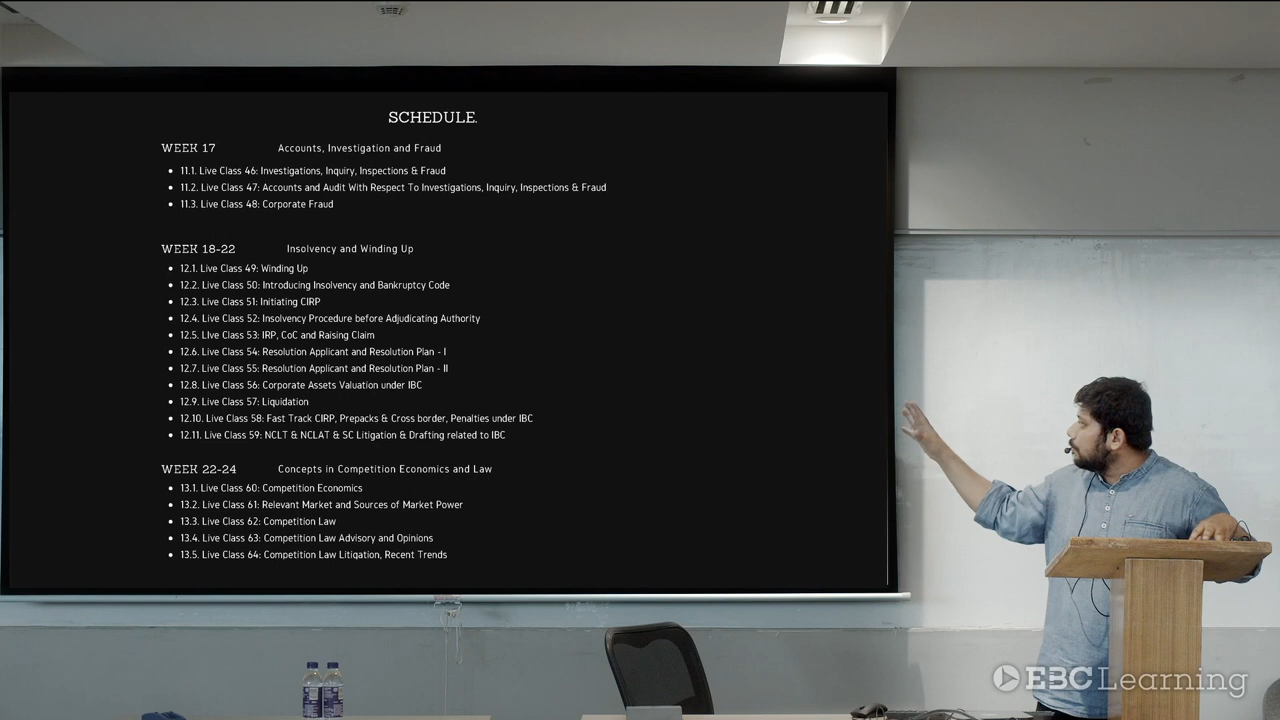 SCHEDULE.
WEEK 17 Accounts, Investigation and Fraud
• 11.1. Live Class 46: Investigations, Inquiry, Inspections & Fraud
• 11.2. Live Class 47: Accounts and Audit With Respect To Investigations, Inquiry, Inspections & Fraud
• 11.3. Live Class 48: Corporate Fraud
WEEK 18-22 Insolvency and Winding Up
• 12.1. Live Class 49: Winding Up
• 12.2. Live Class 50: Introducing Insolvency and Bankruptcy Code
• 12.3. Live Class 51: Initiating CIRP
• 12.4. Live Class 52: Insolvency Procedure before Adjudicating Authority
• 12.5. LIve Class 53: IRP, CoC and Raising Claim
• 12.6. LIve Class 54: Resolution Applicant and Resolution Plan - I
• 12.7. LIve Class 55: Resolution Applicant and Resolution Plan - II
• 12.8. LIve Class 56: Corporate Assets Valuation under IBC
• 12.9. LIve Class 57: Liquidation
• 12.10. LIve Class 58: Fast Track CIRP, Prepacks & Cross border, Penalties under IBC
• 12.11. LIve Class 59: NCLT & NCLAT & SC Litigation & Drafting related to IBC
WEEK 22-24 Concepts in Competition Economics and Law
• 13.1. Live Class 60: Competition Economics
• 13.2. Live Class 61: Relevant Market and Sources of Market Power
• 13.3. Live Class 62: Competition Law
• 13.4. Live Class 63: Competition Law Advisory and Opinions
• 13.5. Live Class 64: Competition Law Litigation, Recent Trends
EBC Learning